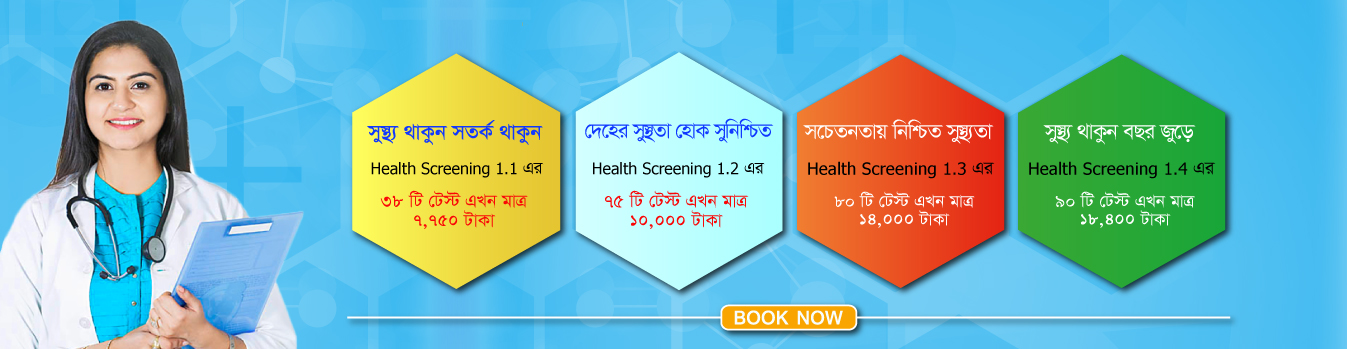 সুস্থ্য থাকুন সতর্ক থাকুন
Health Screening 1.1 এর
৩৮ টি টেস্ট এখন মাত্র
৭,৭৫০ টাকা
দেহের সুস্থতা হোক সুনিশ্চিত
Health Screening 1.2 এর
৭৫ টি টেস্ট এখন মাত্র
১০,০০০ টাকা
সচেতনতায় নিশ্চিত সুস্থ্যতা
Health Screening 1.3 এর
৮০ টি টেস্ট এখন মাত্র
১৪,০০০ টাকা
সুস্থ্য থাকুন বছর জুড়ে
Health Screening 1.4 এর
৯০ টি টেস্ট এখন মাত্র
১৮,৪০০ টাকা
BOOK NOW